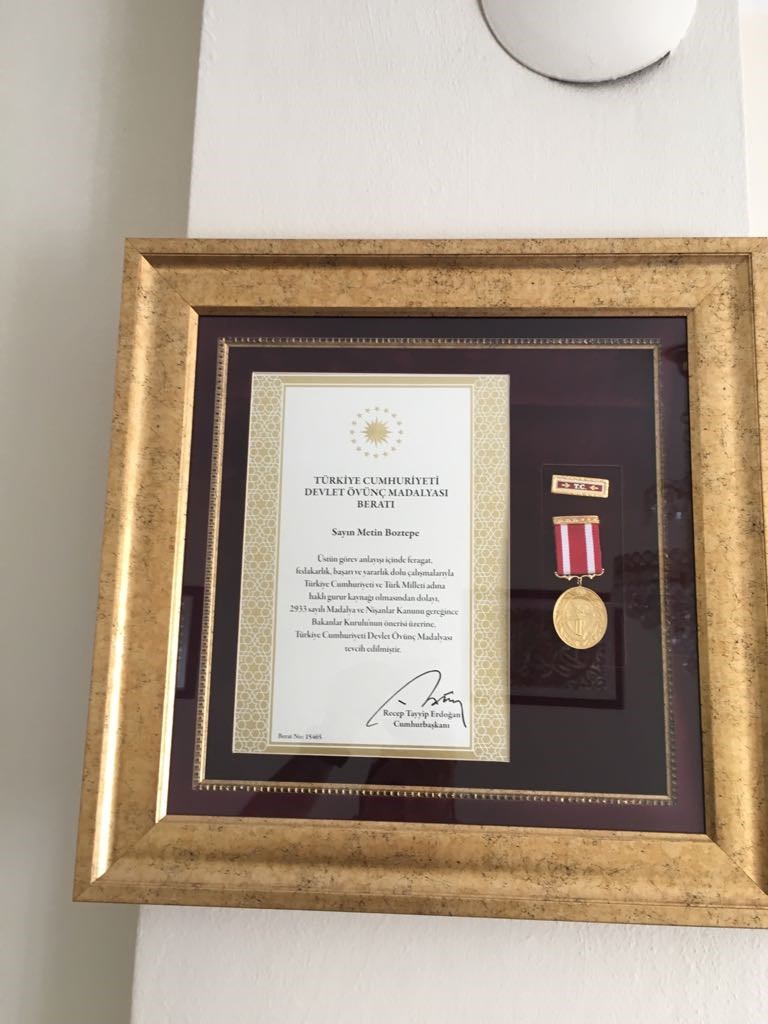 TÜRKİYE CUMHURİYETİ
DEVLET ÖVÜNÇ MADALYASI
BERATI
Sayın Metin Boztepe
Üstün görev anlayışı içinde feragat,
fedakarlık, başarı ve yararlık dolu çalışmalarıyla
Türkiye Cumhuriyeti ve Türk Milleti adına
haklı gurur kaynağı olmasından dolayı,
2933 sayılı Madalya ve Nişanlar Kanunu gereğince
Bakanlar Kurulu'nun önerisi üzerine,
Türkiye Cumhuriyeti Devlet Övünç Madalyası
tevcih edilmiştir.
Recep Tayyip Erdoğan
Cumhurbaşkanı
Berat No: 15465
T.C.